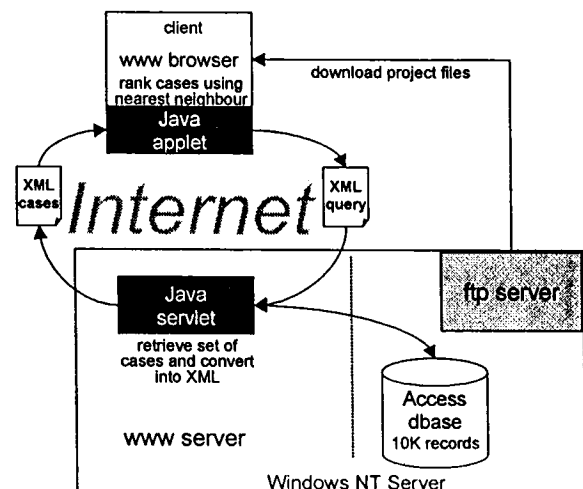 client
www browser
rank cases using
nearest neighbour
Java
applet
download project files
XML
cases
Internet
XML
query
ftp server
Java
servlet
retrieve set of
cases and convert
into XML
Access
dbase
10K records
www server
Windows NT Server